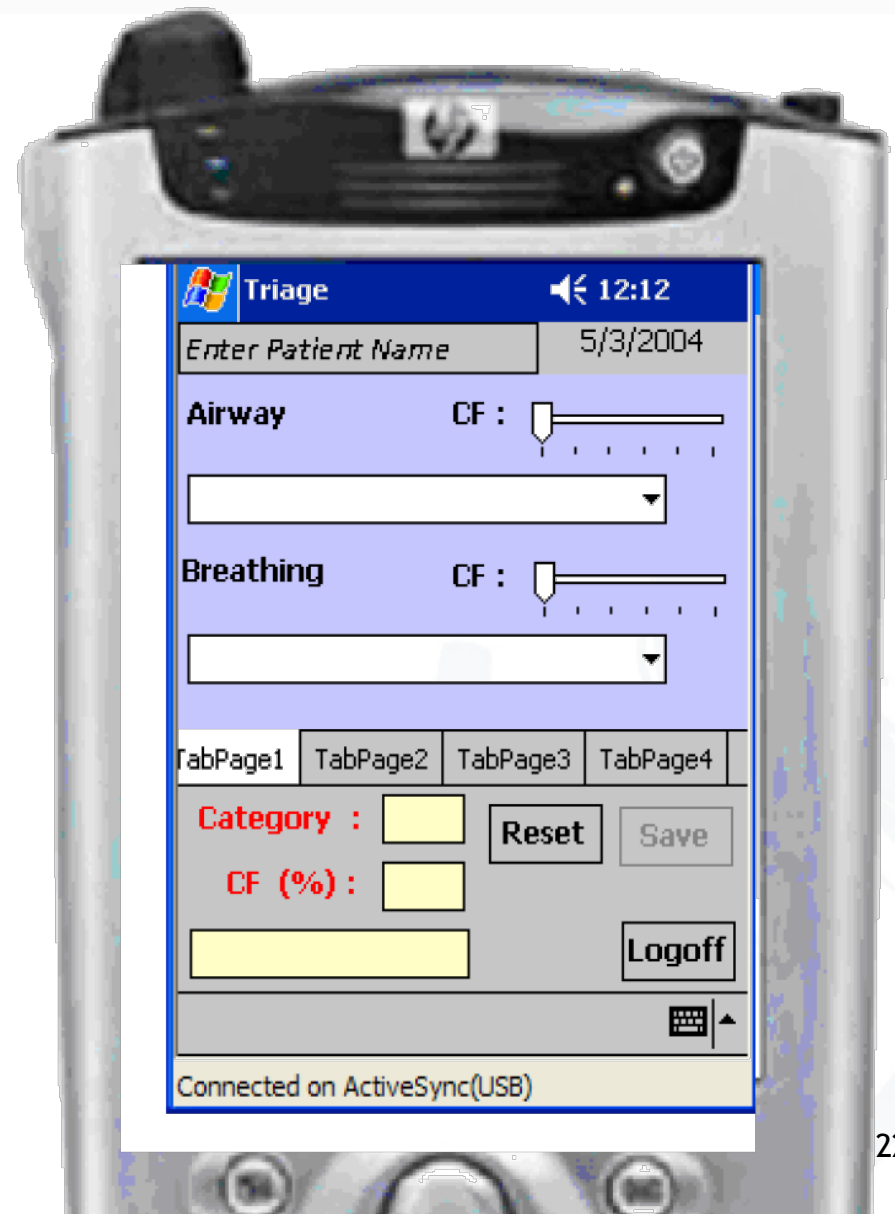 hp
Triage 12:12
Enter Patient Name 5/3/2004
Airway CF :
Breathing CF :
TabPage1 TabPage2 TabPage3 TabPage4
Category : Reset Save
CF (%) :
Logoff
Connected on ActiveSync(USB)